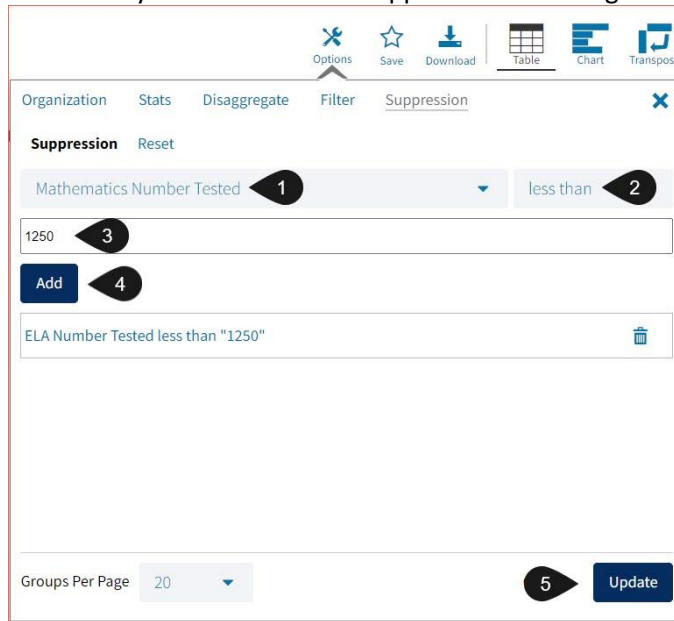 Options Save Download Table Chart Transpos
Organization Stats Disaggregate Filter Suppression
Suppression Reset
Mathematics Number Tested 1 less than 2
1250 3
Add 4
ELA Number Tested less than "1250"
Groups Per Page 20 5 Update